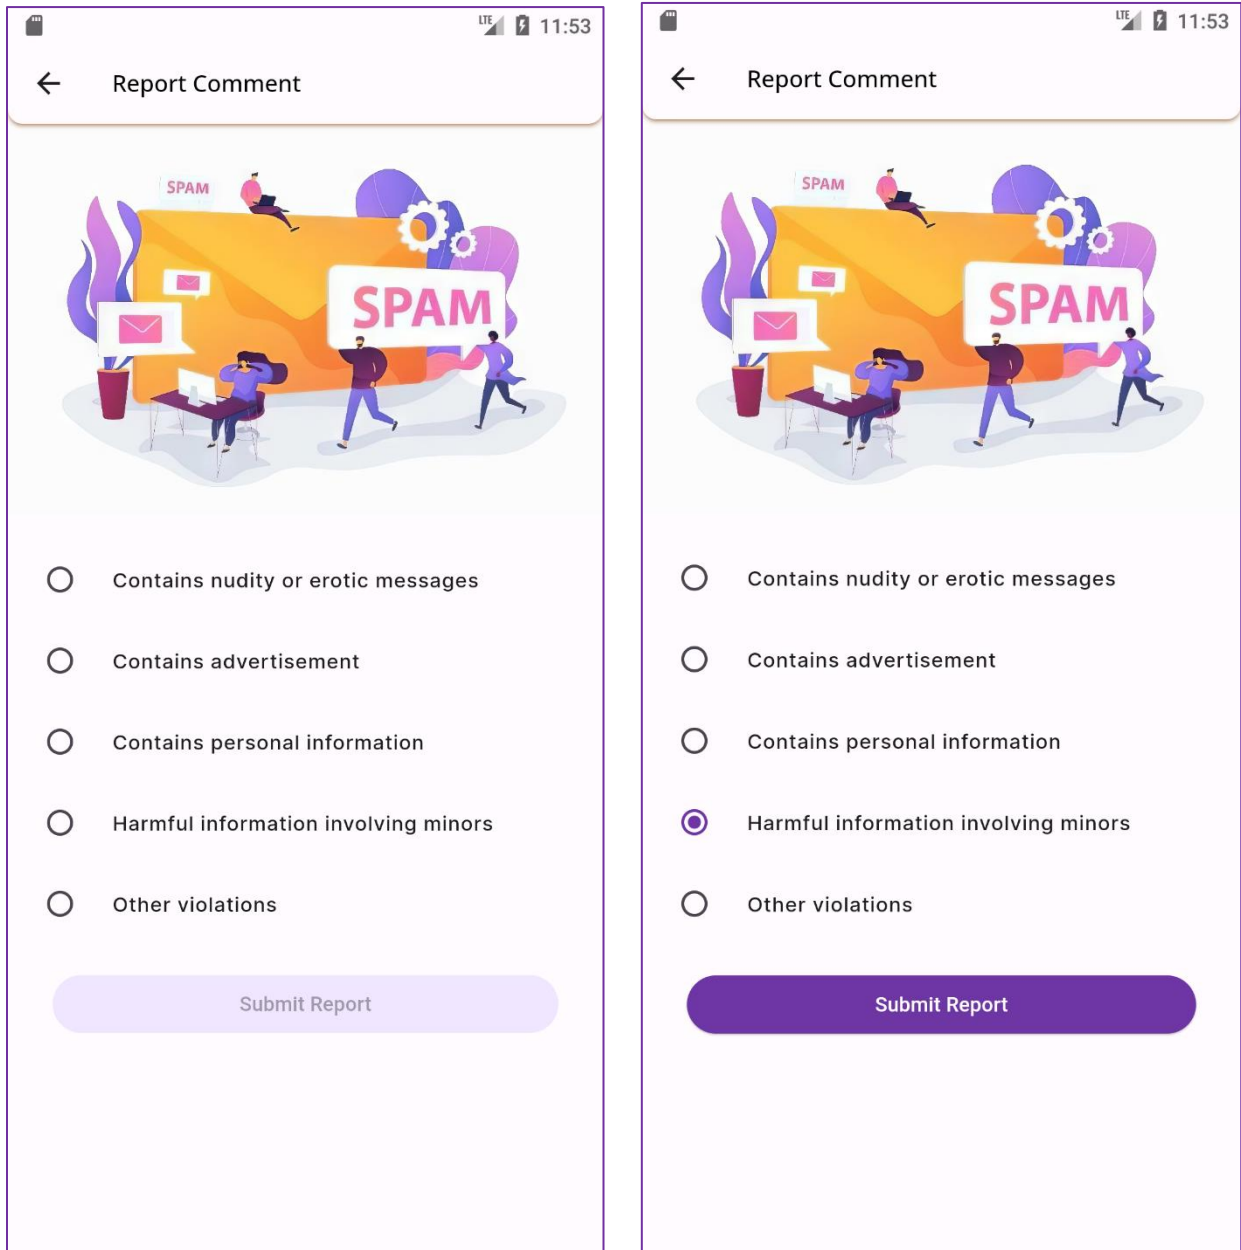 LTE 11:53
Report Comment
SPAM
SPAM
Contains nudity or erotic messages
Contains advertisement
Contains personal information
Harmful information involving minors
Other violations
Submit Report
LTE 11:53
Report Comment
SPAM
SPAM
Contains nudity or erotic messages
Contains advertisement
Contains personal information
Harmful information involving minors
Other violations
Submit Report